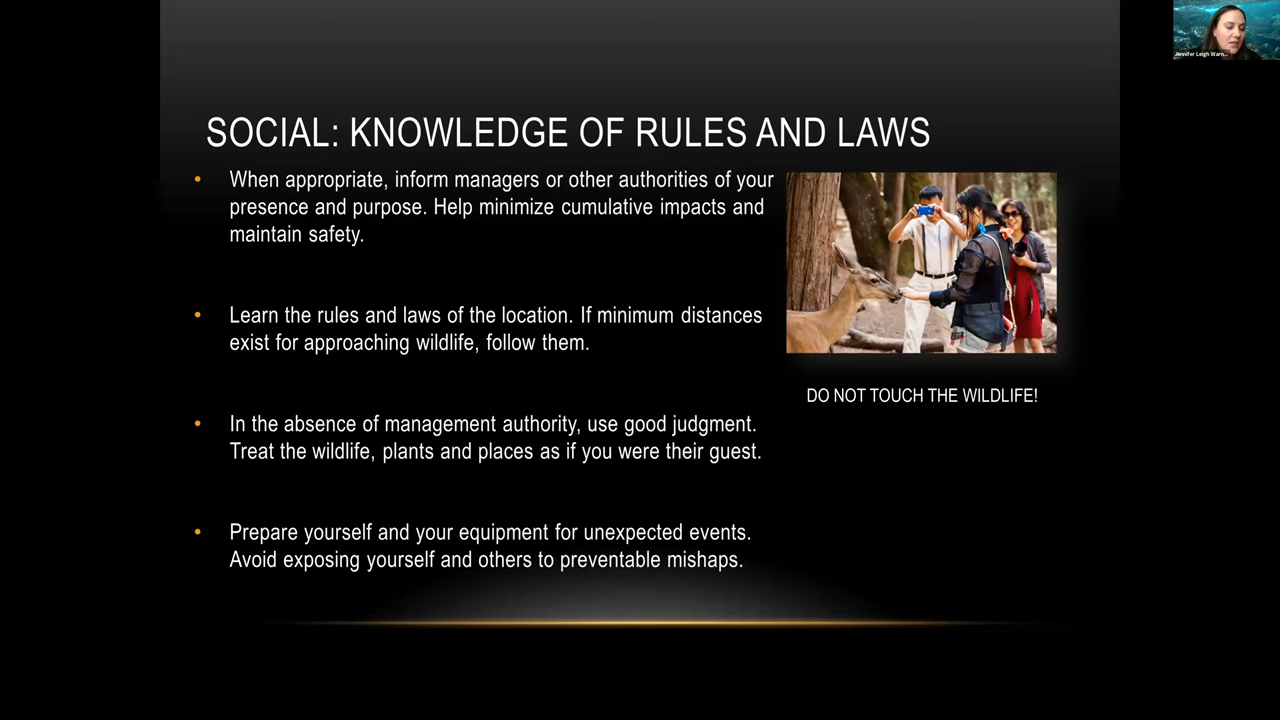 Jennifer Leigh Warn...
SOCIAL: KNOWLEDGE OF RULES AND LAWS
• When appropriate, inform managers or other authorities of your
presence and purpose. Help minimize cumulative impacts and
maintain safety.
• Learn the rules and laws of the location. If minimum distances
exist for approaching wildlife, follow them.
• In the absence of management authority, use good judgment.
Treat the wildlife, plants and places as if you were their guest.
• Prepare yourself and your equipment for unexpected events.
Avoid exposing yourself and others to preventable mishaps.
DO NOT TOUCH THE WILDLIFE!